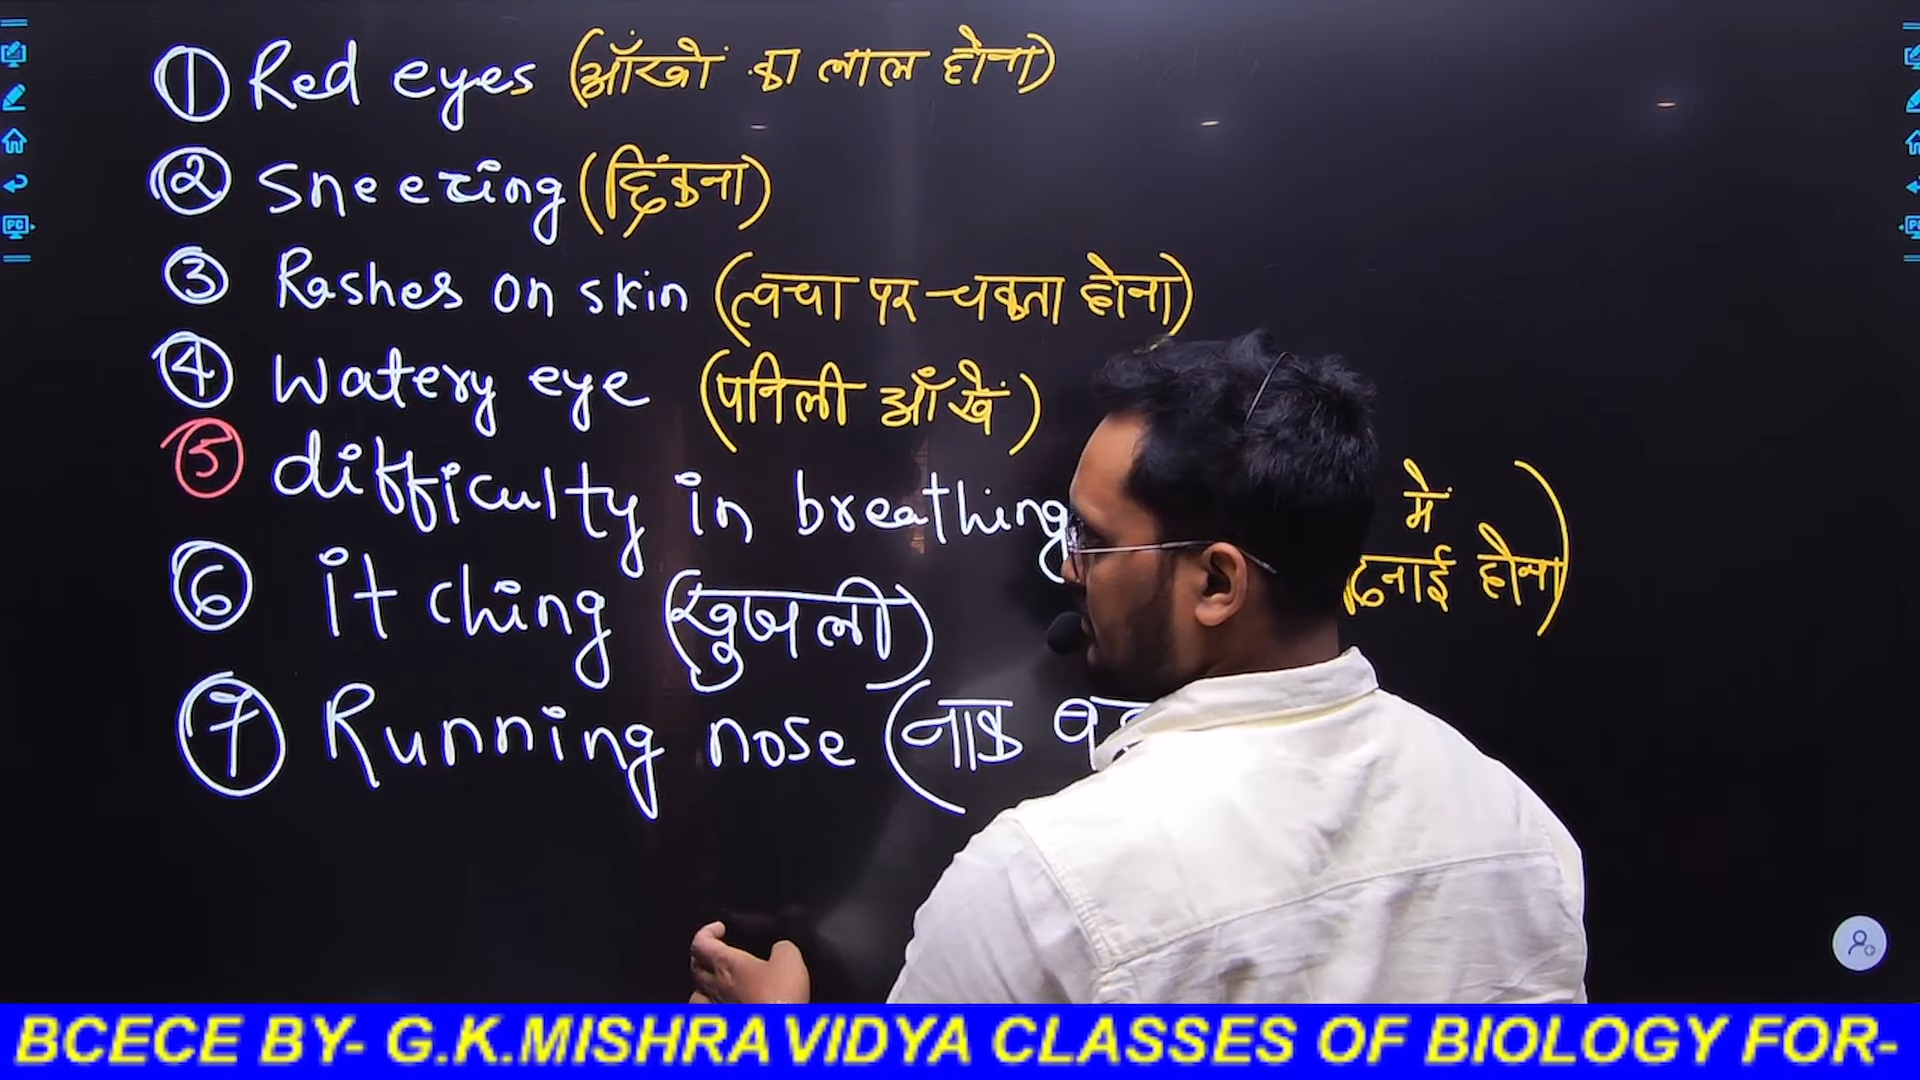 ① Red eyes (आँखों का लाल होना)
② Sneezing (छिंकना)
③ Rashes on skin (त्वचा पर चकता होना)
④ Watery eye (पनिली आँखें)
⑤ difficulty in breathing में
होना)
⑥ itching (खुजली)
⑦ Running nose (नाक
BCECE BY- G.K.MISHRA VIDYA CLASSES OF BIOLOGY FOR-